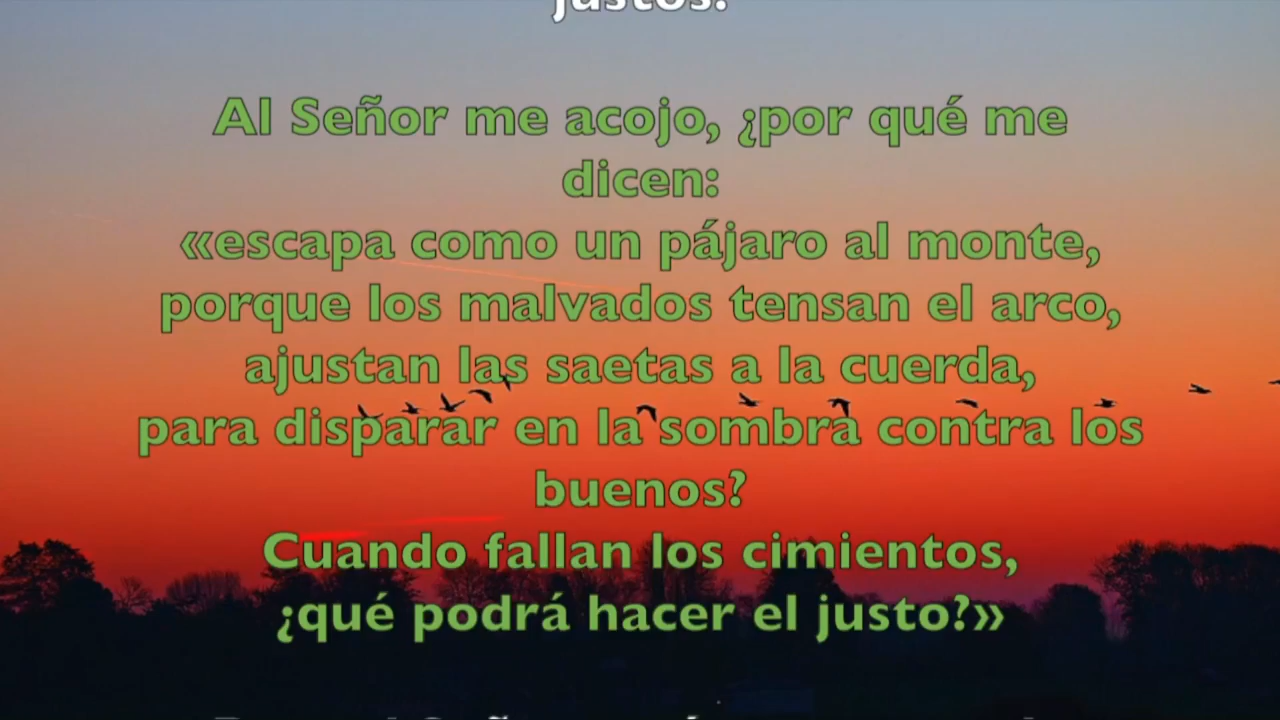 justos.
Al Señor me acojo, ¿por qué me
dicen:
«escapa como un pájaro al monte,
porque los malvados tensan el arco,
ajustan las saetas a la cuerda,
para disparar en la sombra contra los
buenos?
Cuando fallan los cimientos,
¿qué podrá hacer el justo?»